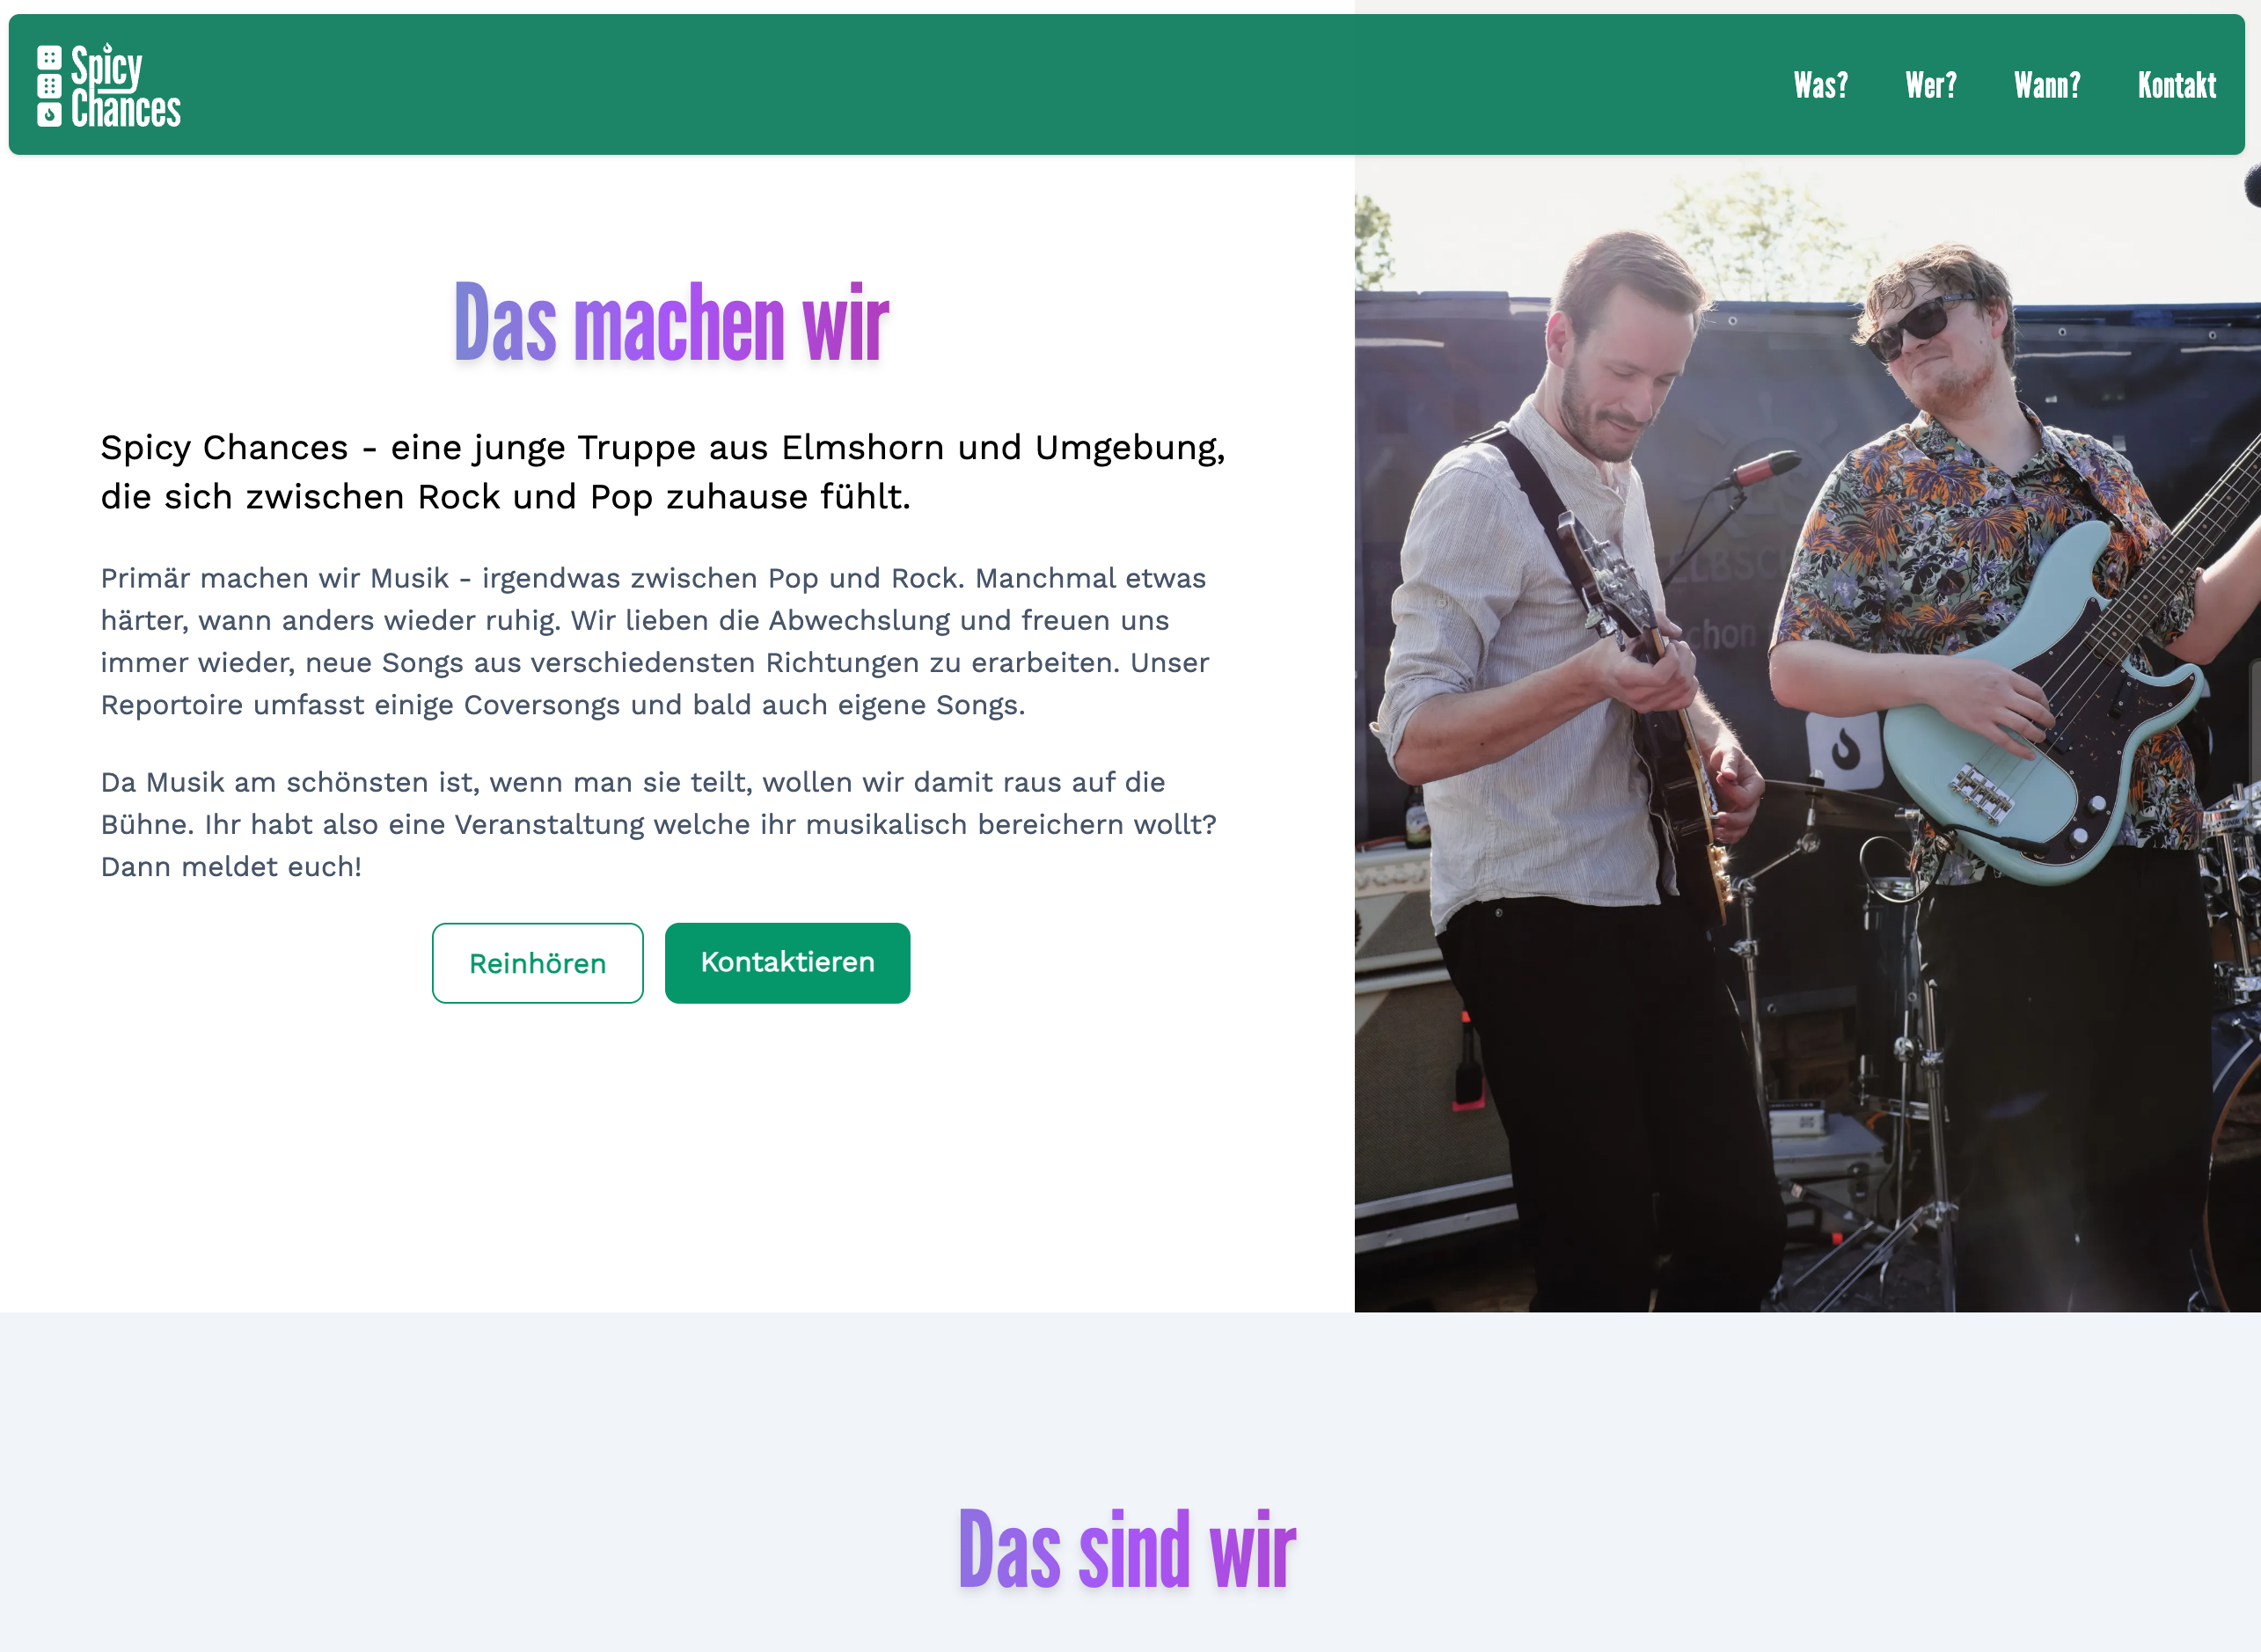 Spicy
Chances
Was?
Wer?
Wann?
Kontakt
Das machen wir
Spicy Chances - eine junge Truppe aus Elmshorn und Umgebung,
die sich zwischen Rock und Pop zuhause fühlt.
Primär machen wir Musik - irgendwas zwischen Pop und Rock. Manchmal etwas
härter, wann anders wieder ruhig. Wir lieben die Abwechslung und freuen uns
immer wieder, neue Songs aus verschiedensten Richtungen zu erarbeiten. Unser
Reportoire umfasst einige Coversongs und bald auch eigene Songs.
Da Musik am schönsten ist, wenn man sie teilt, wollen wir damit raus auf die
Bühne. Ihr habt also eine Veranstaltung welche ihr musikalisch bereichern wollt?
Dann meldet euch!
Reinhören
Kontaktieren
Das sind wir